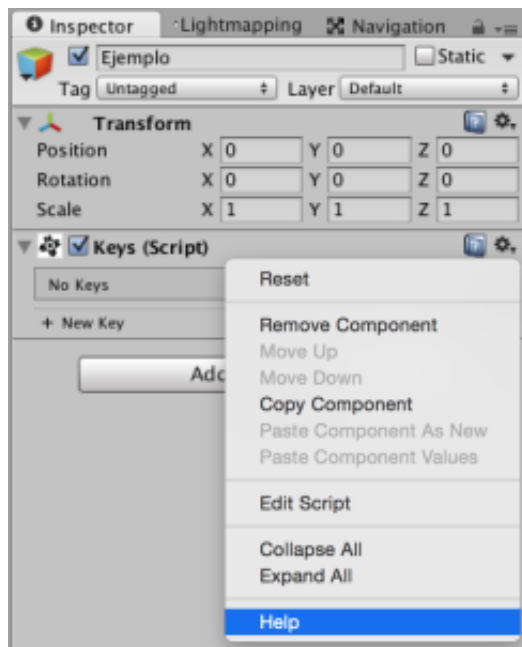 Inspector Lightmapping Navigation
Ejemplo Static
Tag Untagged Layer Default
Transform
Position X 0 Y 0 Z 0
Rotation X 0 Y 0 Z 0
Scale X 1 Y 1 Z 1
Keys (Script)
No Keys
+ New Key
Add
Reset
Remove Component
Move Up
Move Down
Copy Component
Paste Component As New
Paste Component Values
Edit Script
Collapse All
Expand All
Help